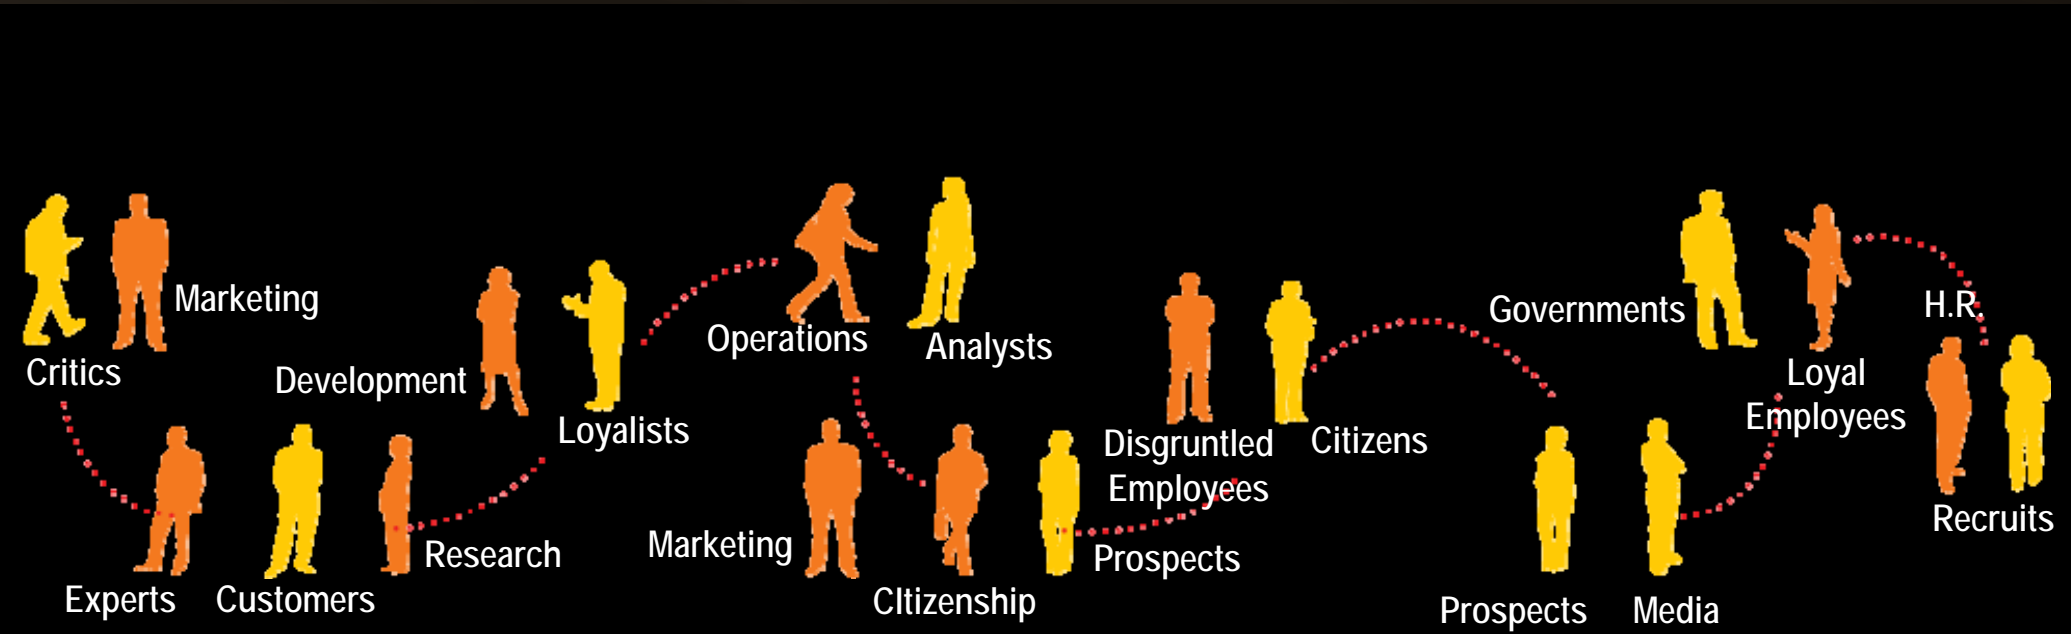 Marketing
Critics
Development
Experts
Customers
Research
Loyalists
Operations
Analysts
Marketing
CItizenship
Prospects
Disgruntled
Employees
Citizens
Governments
Prospects
Media
Loyal
Employees
H.R.
Recruits